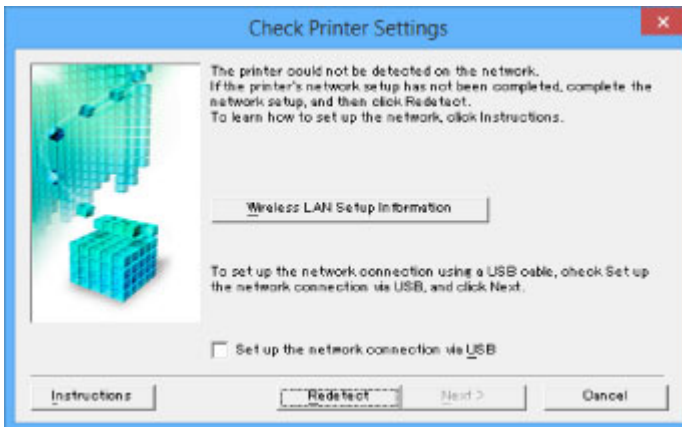 Check Printer Settings
The printer could not be detected on the network.
If the printer's network setup has not been completed, complete the
network setup, and then click Redetect.
To learn how to set up the network, click Instructions.
Wireless LAN Setup Information
To set up the network connection using a USB cable, check Set up
the network connection via USB, and click Next.
Set up the network connection via USB
Instructions Redetect Next > Cancel